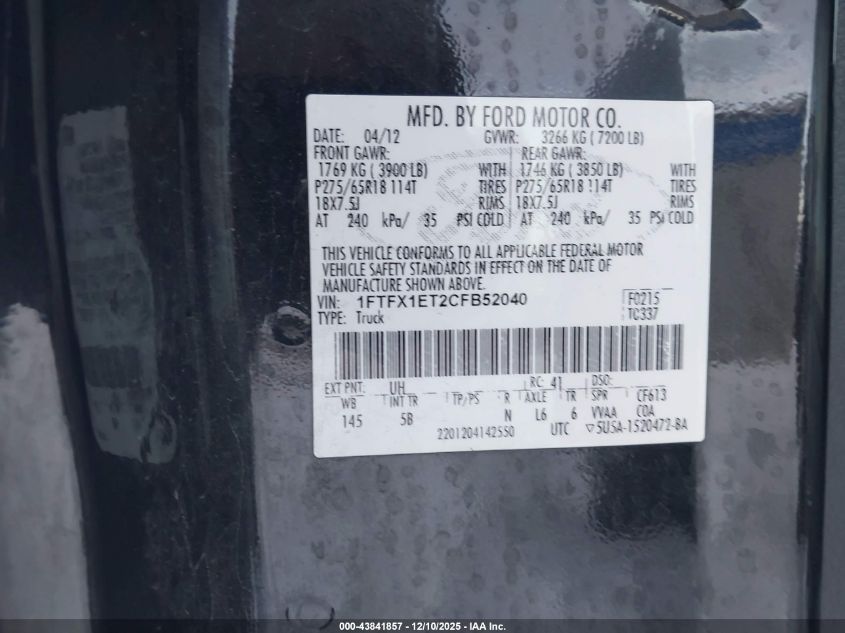 MFD. BY FORD MOTOR CO.
DATE: 04/12 GVWR: 3266 KG ( 7200 LB)
FRONT GAWR: REAR GAWR:
1769 KG ( 3900 LB) WITH 1746 KG ( 3850 LB) WITH
P275/65R18 114T TIRES P275/65R18 114T TIRES
18X7.5J RIMS 18X7.5J RIMS
AT 240 kPa/ 35 PSI COLD AT 240 kPa/ 35 PSI COLD
THIS VEHICLE CONFORMS TO ALL APPLICABLE FEDERAL MOTOR
VEHICLE SAFETY STANDARDS IN EFFECT ON THE DATE OF
MANUFACTURE SHOWN ABOVE.
VIN: 1FTFX1ET2CFB52040 F0215
TYPE: Truck TC337
EXT PNT: UH RC: 41 DSO:
WB INT TR TP/PS R AXLE TR SPR CF613
145 5B N L6 6 VVAA COA
2201204142550 UTC ▽5U5A-1520472-BA
000-43841857 - 12/10/2025 - IAA Inc.